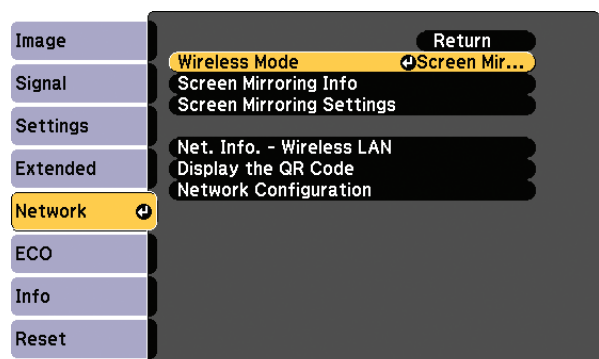 Image
Signal
Settings
Extended
Network
ECO
Info
Reset
Return
Wireless Mode Screen Mir...
Screen Mirroring Info
Screen Mirroring Settings
Net. Info. - Wireless LAN
Display the QR Code
Network Configuration